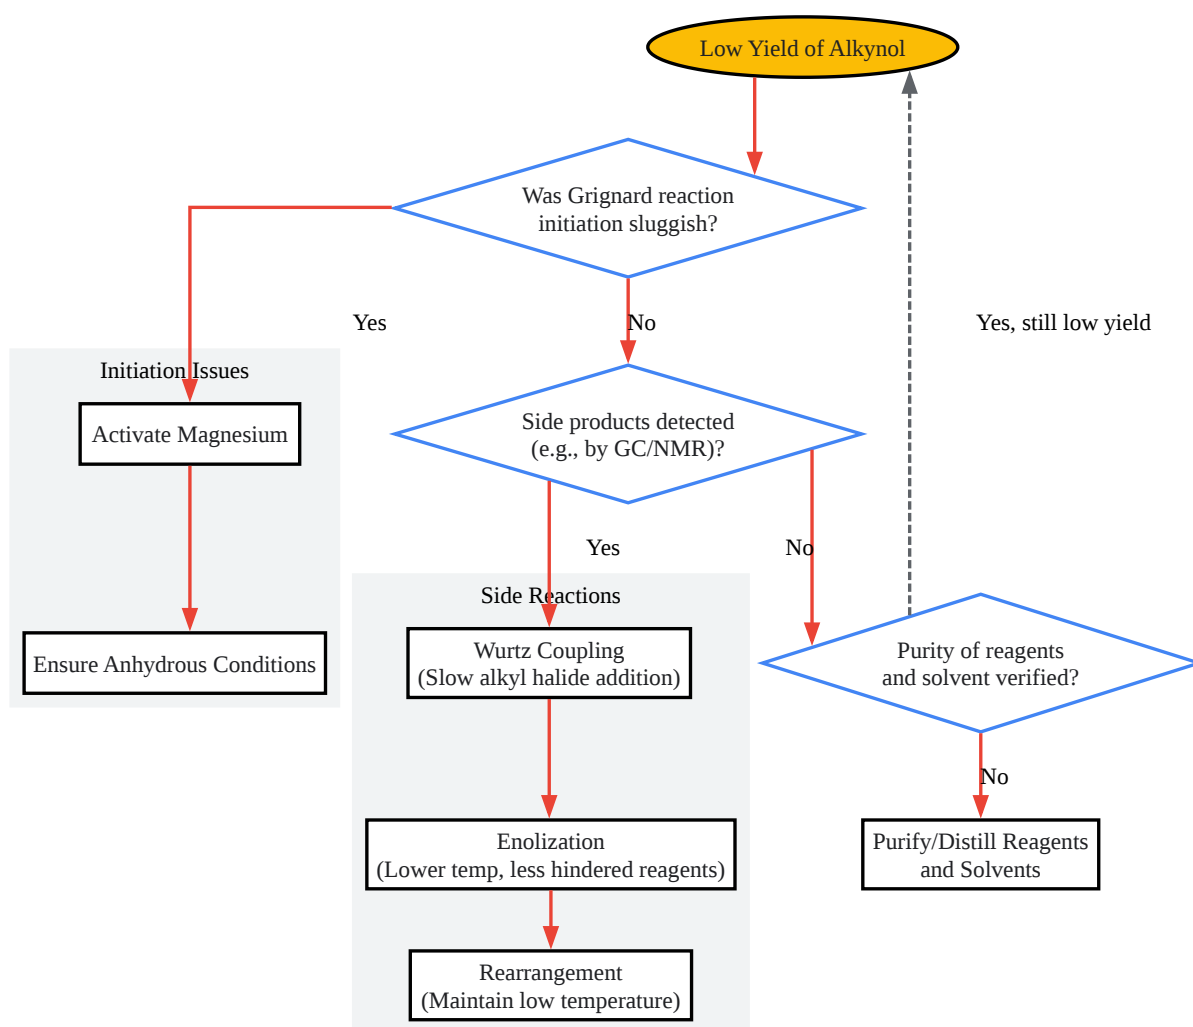 Low Yield of Alkynol
Was Grignard reaction
initiation sluggish?
Yes
No
Yes, still low yield
Initiation Issues
Activate Magnesium
Side products detected
(e.g., by GC/NMR)?
Yes
No
Ensure Anhydrous Conditions
Side Reactions
Wurtz Coupling
(Slow alkyl halide addition)
Purity of reagents
and solvent verified?
No
Enolization
(Lower temp, less hindered reagents)
Purify/Distill Reagents
and Solvents
Rearrangement
(Maintain low temperature)